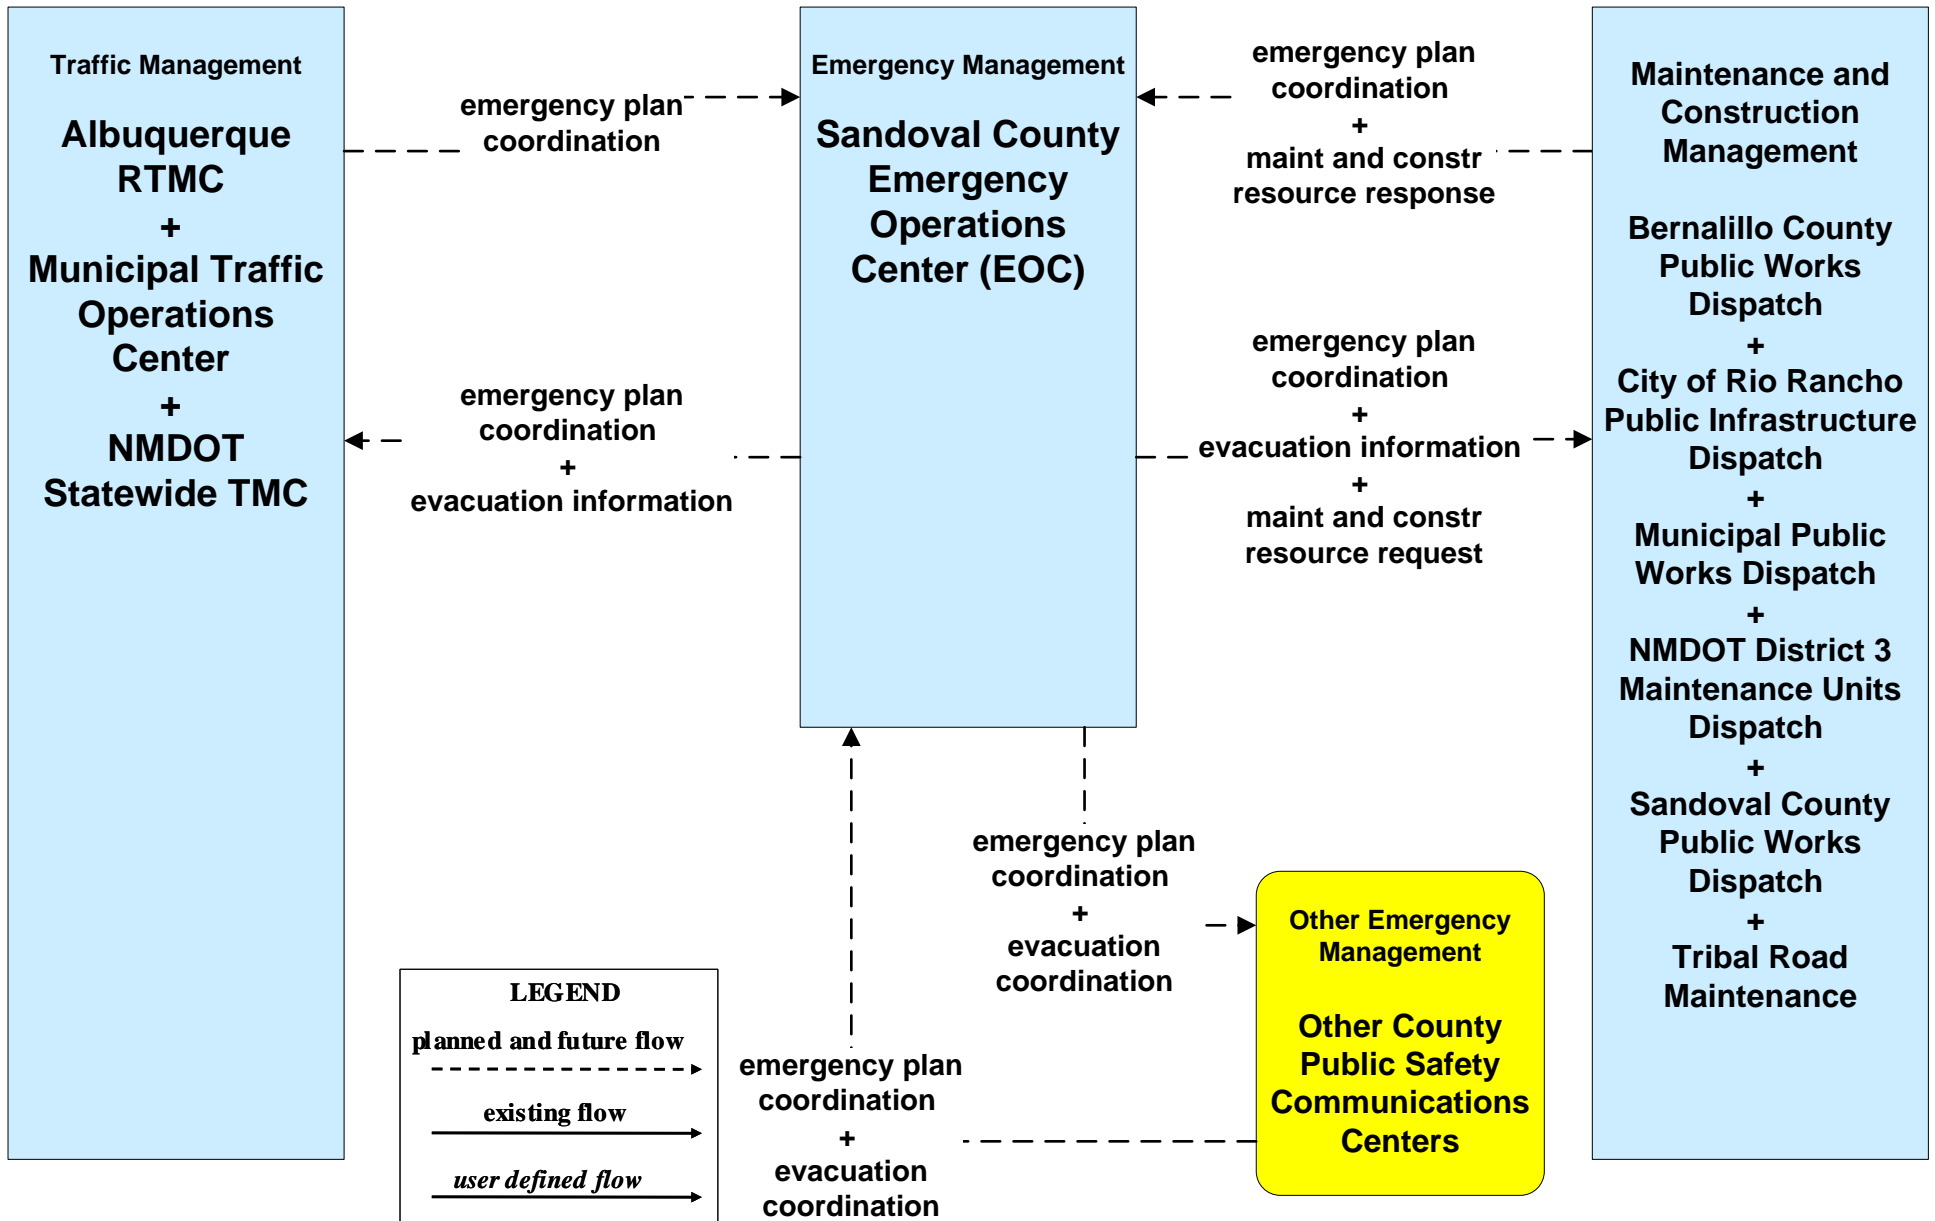 Traffic Management
Albuquerque
RTMC
+
Municipal Traffic
Operations
Center
+
NMDOT
Statewide TMC
emergency plan
coordination
emergency plan
coordination
+
evacuation information
Emergency Management
Sandoval County
Emergency
Operations
Center (EOC)
emergency plan
coordination
+
maint and constr
resource response
emergency plan
coordination
+
evacuation information
+
maint and constr
resource request
Maintenance and
Construction
Management
Bernalillo County
Public Works
Dispatch
+
City of Rio Rancho
Public Infrastructure
Dispatch
+
Municipal Public
Works Dispatch
+
NMDOT District 3
Maintenance Units
Dispatch
+
Sandoval County
Public Works
Dispatch
+
Tribal Road
Maintenance
emergency plan
coordination
+
evacuation
coordination
Other Emergency
Management
Other County
Public Safety
Communications
Centers
emergency plan
coordination
+
evacuation
coordination
LEGEND
planned and future flow
existing flow
user defined flow